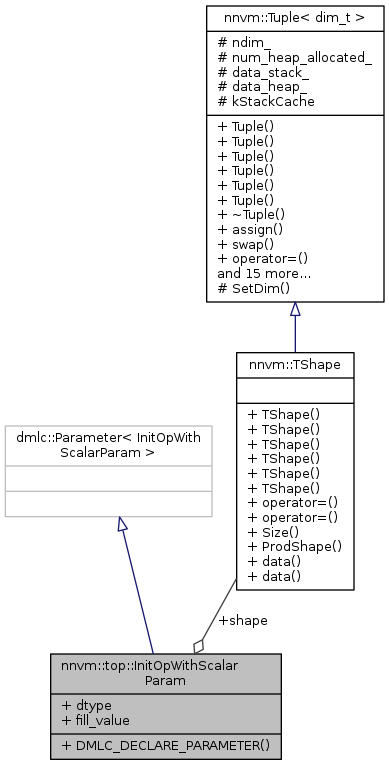 nnvm::Tuple< dim_t >
# ndim_
# num_heap_allocated_
# data_stack_
# data_heap_
# kStackCache
+ Tuple()
+ Tuple()
+ Tuple()
+ Tuple()
+ Tuple()
+ Tuple()
+ ~Tuple()
+ assign()
+ swap()
+ operator=()
and 15 more...
# SetDim()
nnvm::TShape
+ TShape()
+ TShape()
+ TShape()
+ TShape()
+ TShape()
+ TShape()
+ operator=()
+ operator=()
+ Size()
+ ProdShape()
+ data()
+ data()
dmlc::Parameter< InitOpWith
ScalarParam >
+shape
nnvm::top::InitOpWithScalar
Param
+ dtype
+ fill_value
+ DMLC_DECLARE_PARAMETER()